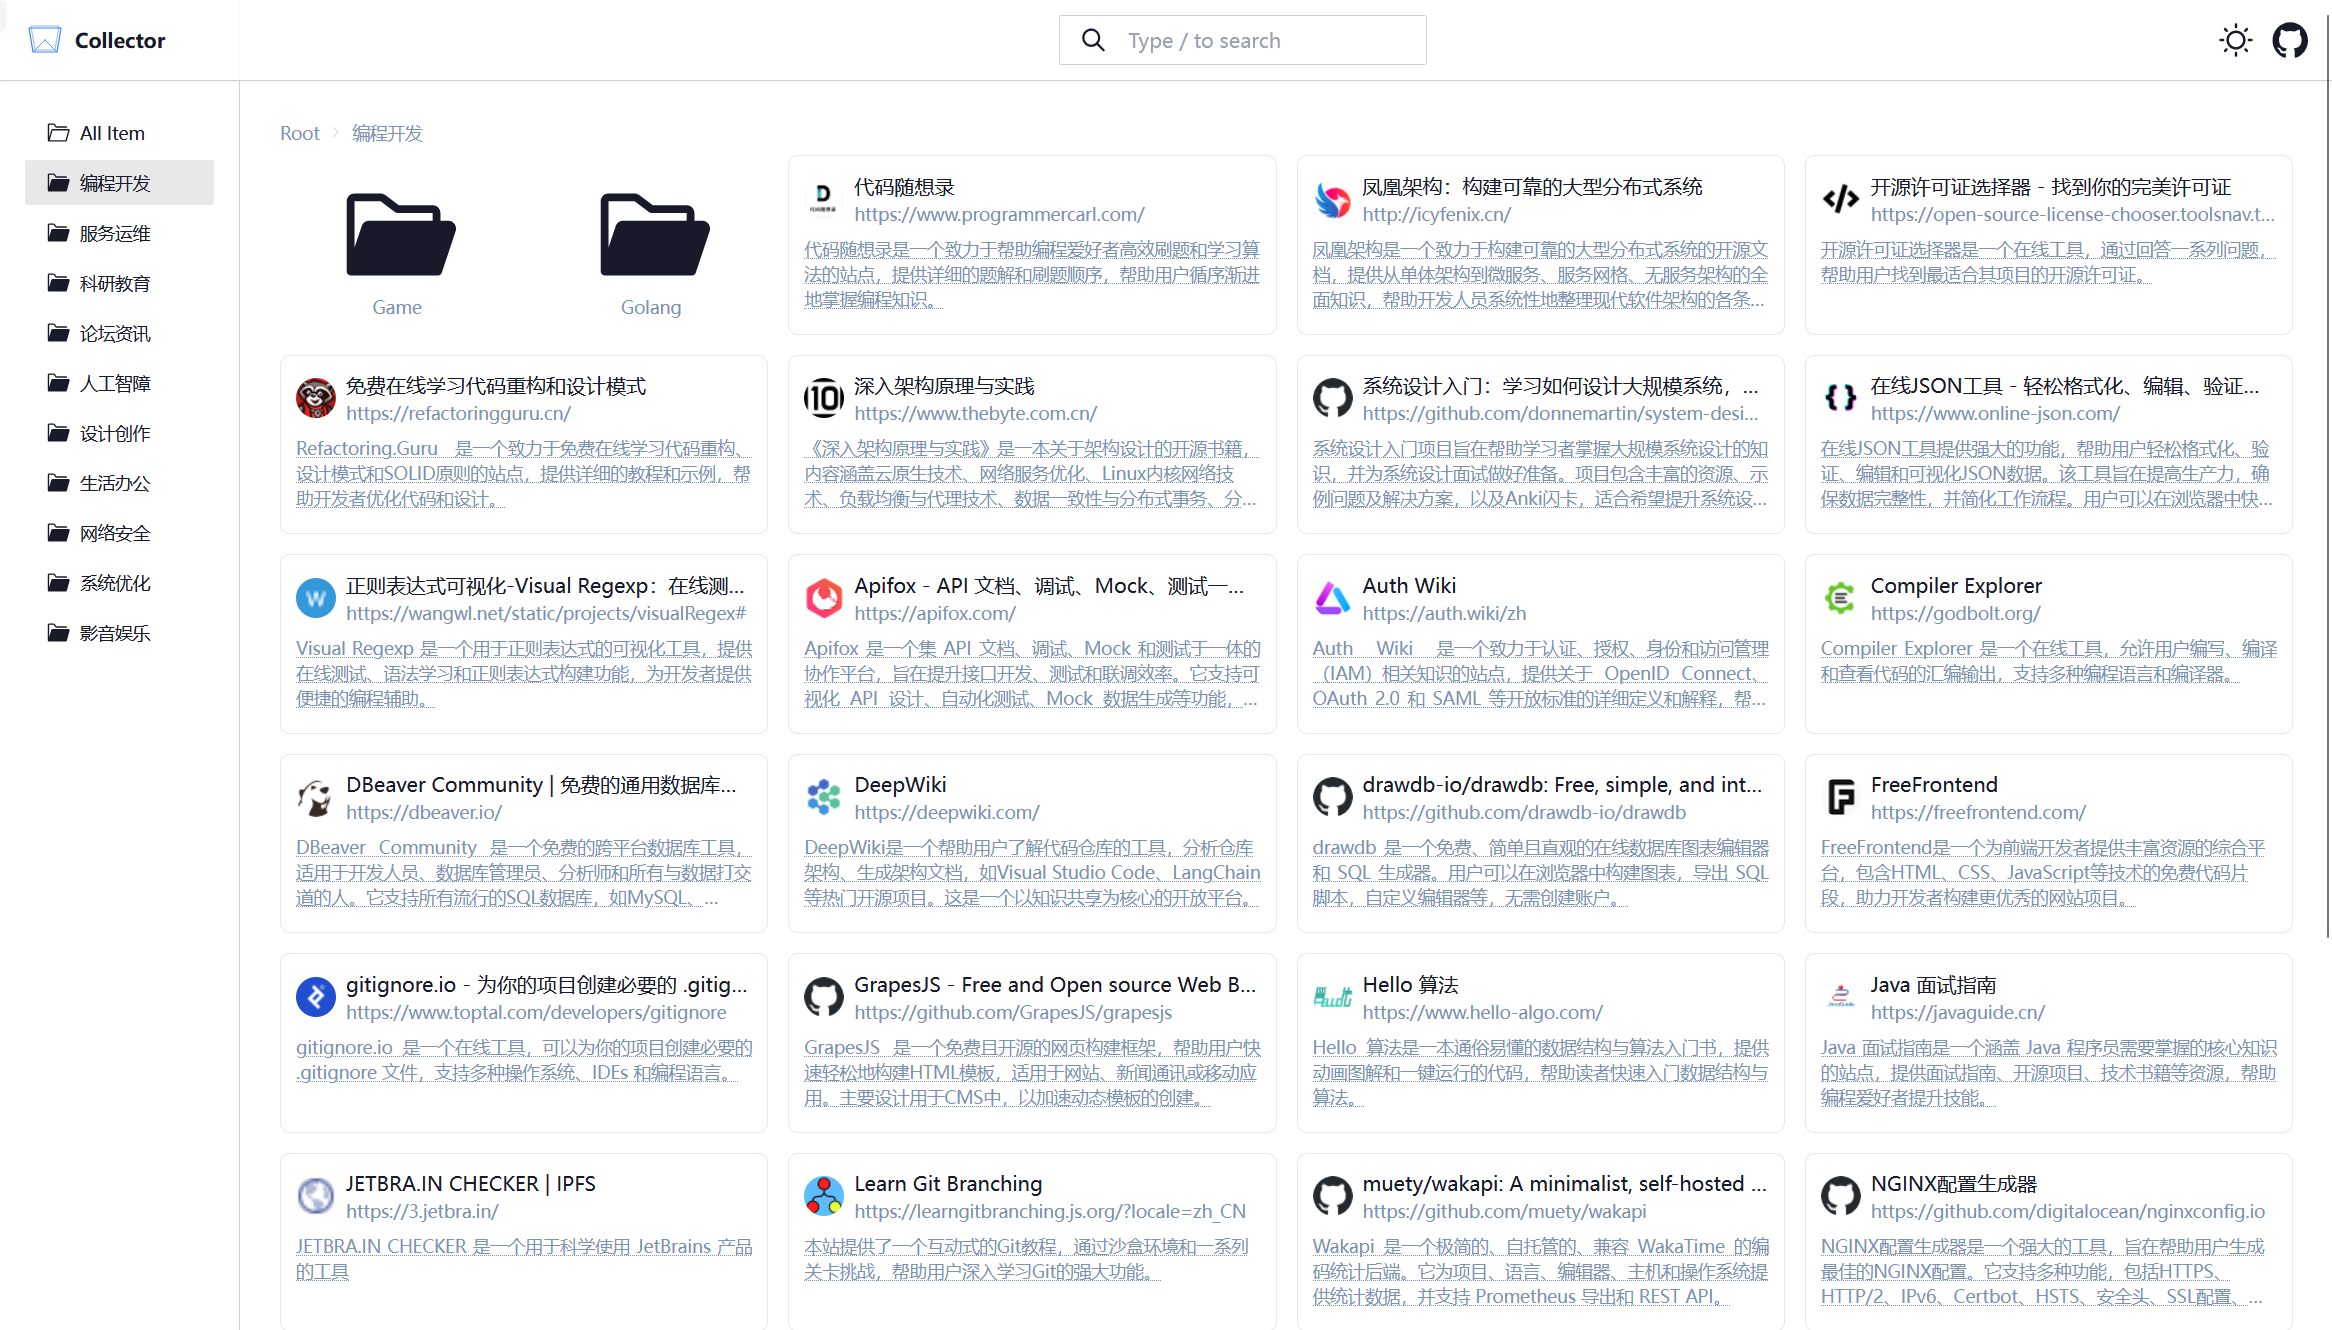 Collector
Type / to search
All Item
编程开发
服务运维
科研教育
论坛资讯
人工智障
设计创作
生活办公
网络安全
系统优化
影音娱乐
Root
编程开发
Game
Golang
代码随想录
https://www.programmercarl.com/
代码随想录是一个致力于帮助编程爱好者高效刷题和学习算
法的站点，提供详细的题解和刷题顺序，帮助用户循序渐进
地掌握编程知识。
凤凰架构：构建可靠的大型分布式系统
http://icyfenix.cn/
凤凰架构是一个致力于构建可靠的大型分布式系统的开源文
档，提供从单体架构到微服务、服务网格、无服务架构的全
面知识，帮助开发人员系统性地整理现代软件架构的各条...
开源许可证选择器 - 找到你的完美许可证
https://open-source-license-chooser.toolsnav.t...
开源许可证选择器是一个在线工具，通过回答一系列问题，
帮助用户找到最适合其项目的开源许可证。
免费在线学习代码重构和设计模式
https://refactoringguru.cn/
Refactoring.Guru 是一个致力于免费在线学习代码重构、
设计模式和SOLID原则的站点，提供详细的教程和示例，帮
助开发者优化代码和设计。
深入架构原理与实践
https://www.thebyte.com.cn/
《深入架构原理与实践》是一本关于架构设计的开源书籍，
内容涵盖云原生技术、网络服务优化、Linux内核网络技
术、负载均衡与代理技术、数据一致性与分布式事务、分...
系统设计入门：学习如何设计大规模系统，...
https://github.com/donnemartin/system-desi...
系统设计入门项目旨在帮助学习者掌握大规模系统设计的知
识，并为系统设计面试做好准备。项目包含丰富的资源、示
例问题及解决方案，以及Anki闪卡，适合希望提升系统设...
在线JSON工具 - 轻松格式化、编辑、验证...
https://www.online-json.com/
在线JSON工具提供强大的功能，帮助用户轻松格式化、验
证、编辑和可视化JSON数据。该工具旨在提高生产力，确
保数据完整性，并简化工作流程。用户可以在浏览器中快...
正则表达式可视化-Visual Regexp：在线测...
https://wangwl.net/static/projects/visualRegex#
Visual Regexp 是一个用于正则表达式的可视化工具，提供
在线测试、语法学习和正则表达式构建功能，为开发者提供
便捷的编程辅助。
Apifox - API 文档、调试、Mock、测试一...
https://apifox.com/
Apifox 是一个集 API 文档、调试、Mock 和测试于一体的
协作平台，旨在提升接口开发、测试和联调效率。它支持可
视化 API 设计、自动化测试、Mock 数据生成等功能，...
Auth Wiki
https://auth.wiki/zh
Auth Wiki 是一个致力于认证、授权、身份和访问管理
（IAM）相关知识的站点，提供关于 OpenID Connect、
OAuth 2.0 和 SAML 等开放标准的详细定义和解释，帮...
Compiler Explorer
https://godbolt.org/
Compiler Explorer 是一个在线工具，允许用户编写、编译
和查看代码的汇编输出，支持多种编程语言和编译器。
DBeaver Community | 免费的通用数据库...
https://dbeaver.io/
DBeaver Community 是一个免费的跨平台数据库工具，
适用于开发人员、数据库管理员、分析师和所有与数据打交
道的人。它支持所有流行的SQL数据库，如MySQL、...
DeepWiki
https://deepwiki.com/
DeepWiki是一个帮助用户了解代码仓库的工具，分析仓库
架构、生成架构文档，如Visual Studio Code、LangChain
等热门开源项目。这是一个以知识共享为核心的开放平台。
drawdb-io/drawdb: Free, simple, and int...
https://github.com/drawdb-io/drawdb
drawdb 是一个免费、简单且直观的在线数据库图表编辑器
和 SQL 生成器。用户可以在浏览器中构建图表，导出 SQL
脚本，自定义编辑器等，无需创建账户。
FreeFrontend
https://freefrontend.com/
FreeFrontend是一个为前端开发者提供丰富资源的综合平
台，包含HTML、CSS、JavaScript等技术的免费代码片
段，助力开发者构建更优秀的网站项目。
gitignore.io - 为你的项目创建必要的 .gitig...
https://www.toptal.com/developers/gitignore
gitignore.io 是一个在线工具，可以为你的项目创建必要的
.gitignore 文件，支持多种操作系统、IDEs 和编程语言。
GrapesJS - Free and Open source Web B...
https://github.com/GrapesJS/grapesjs
GrapesJS 是一个免费且开源的网页构建框架，帮助用户快
速轻松地构建HTML模板，适用于网站、新闻通讯或移动应
用。主要设计用于CMS中，以加速动态模板的创建。
Hello 算法
https://www.hello-algo.com/
Hello 算法是一本通俗易懂的数据结构与算法入门书，提供
动画图解和一键运行的代码，帮助读者快速入门数据结构与
算法。
Java 面试指南
https://javaguide.cn/
Java 面试指南是一个涵盖 Java 程序员需要掌握的核心知识
的站点，提供面试指南、开源项目、技术书籍等资源，帮助
编程爱好者提升技能。
JETBRA.IN CHECKER | IPFS
https://3.jetbra.in/
JETBRA.IN CHECKER 是一个用于科学使用 JetBrains 产品
的工具
Learn Git Branching
https://learngitbranching.js.org/?locale=zh_CN
本站提供了一个互动式的Git教程，通过沙盒环境和一系列
关卡挑战，帮助用户深入学习Git的强大功能。
muety/wakapi: A minimalist, self-hosted ...
https://github.com/muety/wakapi
Wakapi 是一个极简的、自托管的、兼容 WakaTime 的编
码统计后端。它为项目、语言、编辑器、主机和操作系统提
供统计数据，并支持 Prometheus 导出和 REST API。
NGINX配置生成器
https://github.com/digitalocean/nginxconfig.io
NGINX配置生成器是一个强大的工具，旨在帮助用户生成
最佳的NGINX配置。它支持多种功能，包括HTTPS、
HTTP/2、IPv6、Certbot、HSTS、安全头、SSL配置、...